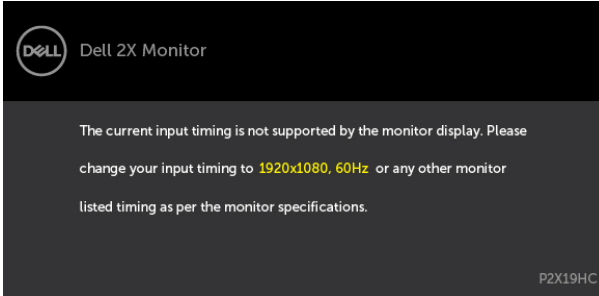 DELL
Dell 2X Monitor
The current input timing is not supported by the monitor display. Please
change your input timing to 1920x1080, 60Hz or any other monitor
listed timing as per the monitor specifications.
P2X19HC